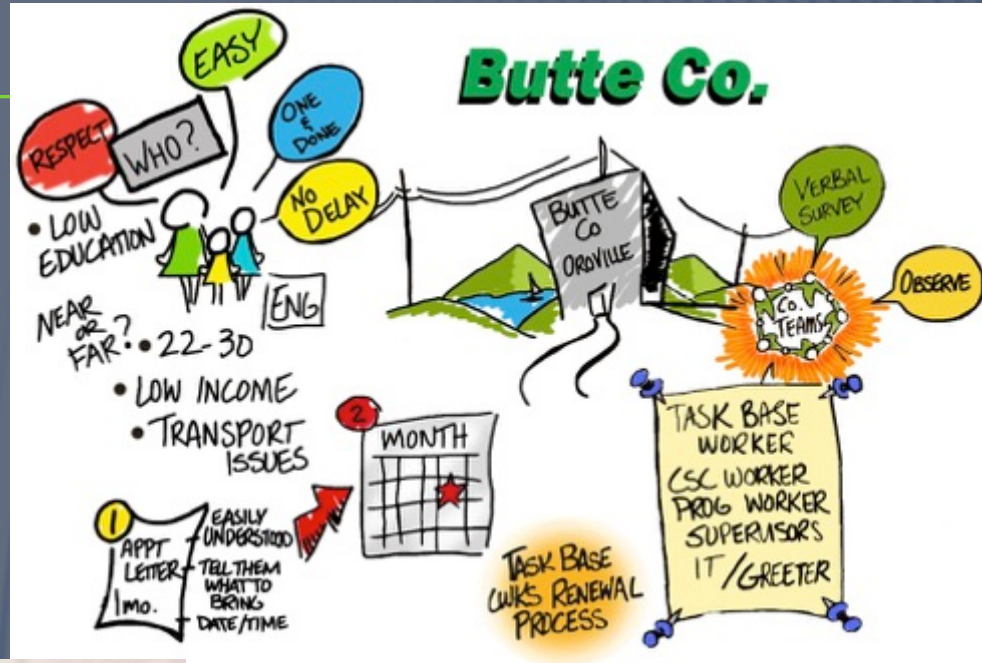 Butte Co.
EASY
RESPECT
WHO?
ONE
&
DONE
NO
DELAY
• LOW
EDUCATION
ENG
NEAR
OR
FAR?
• 22-30
• LOW INCOME
• TRANSPORT
ISSUES
BUTTE
CO
OROVILLE
VERBAL
SURVEY
OBSERVE
CO.
TEAMS
1
APPT
LETTER
1mo.
EASILY
UNDERSTOOD
TELL THEM
WHAT TO
BRING
DATE/TIME
2
MONTH
TASK BASE
CWKS RENEWAL
PROCESS
TASK BASE
WORKER
CSC WORKER
PROG WORKER
SUPERVISORS
IT/GREETER